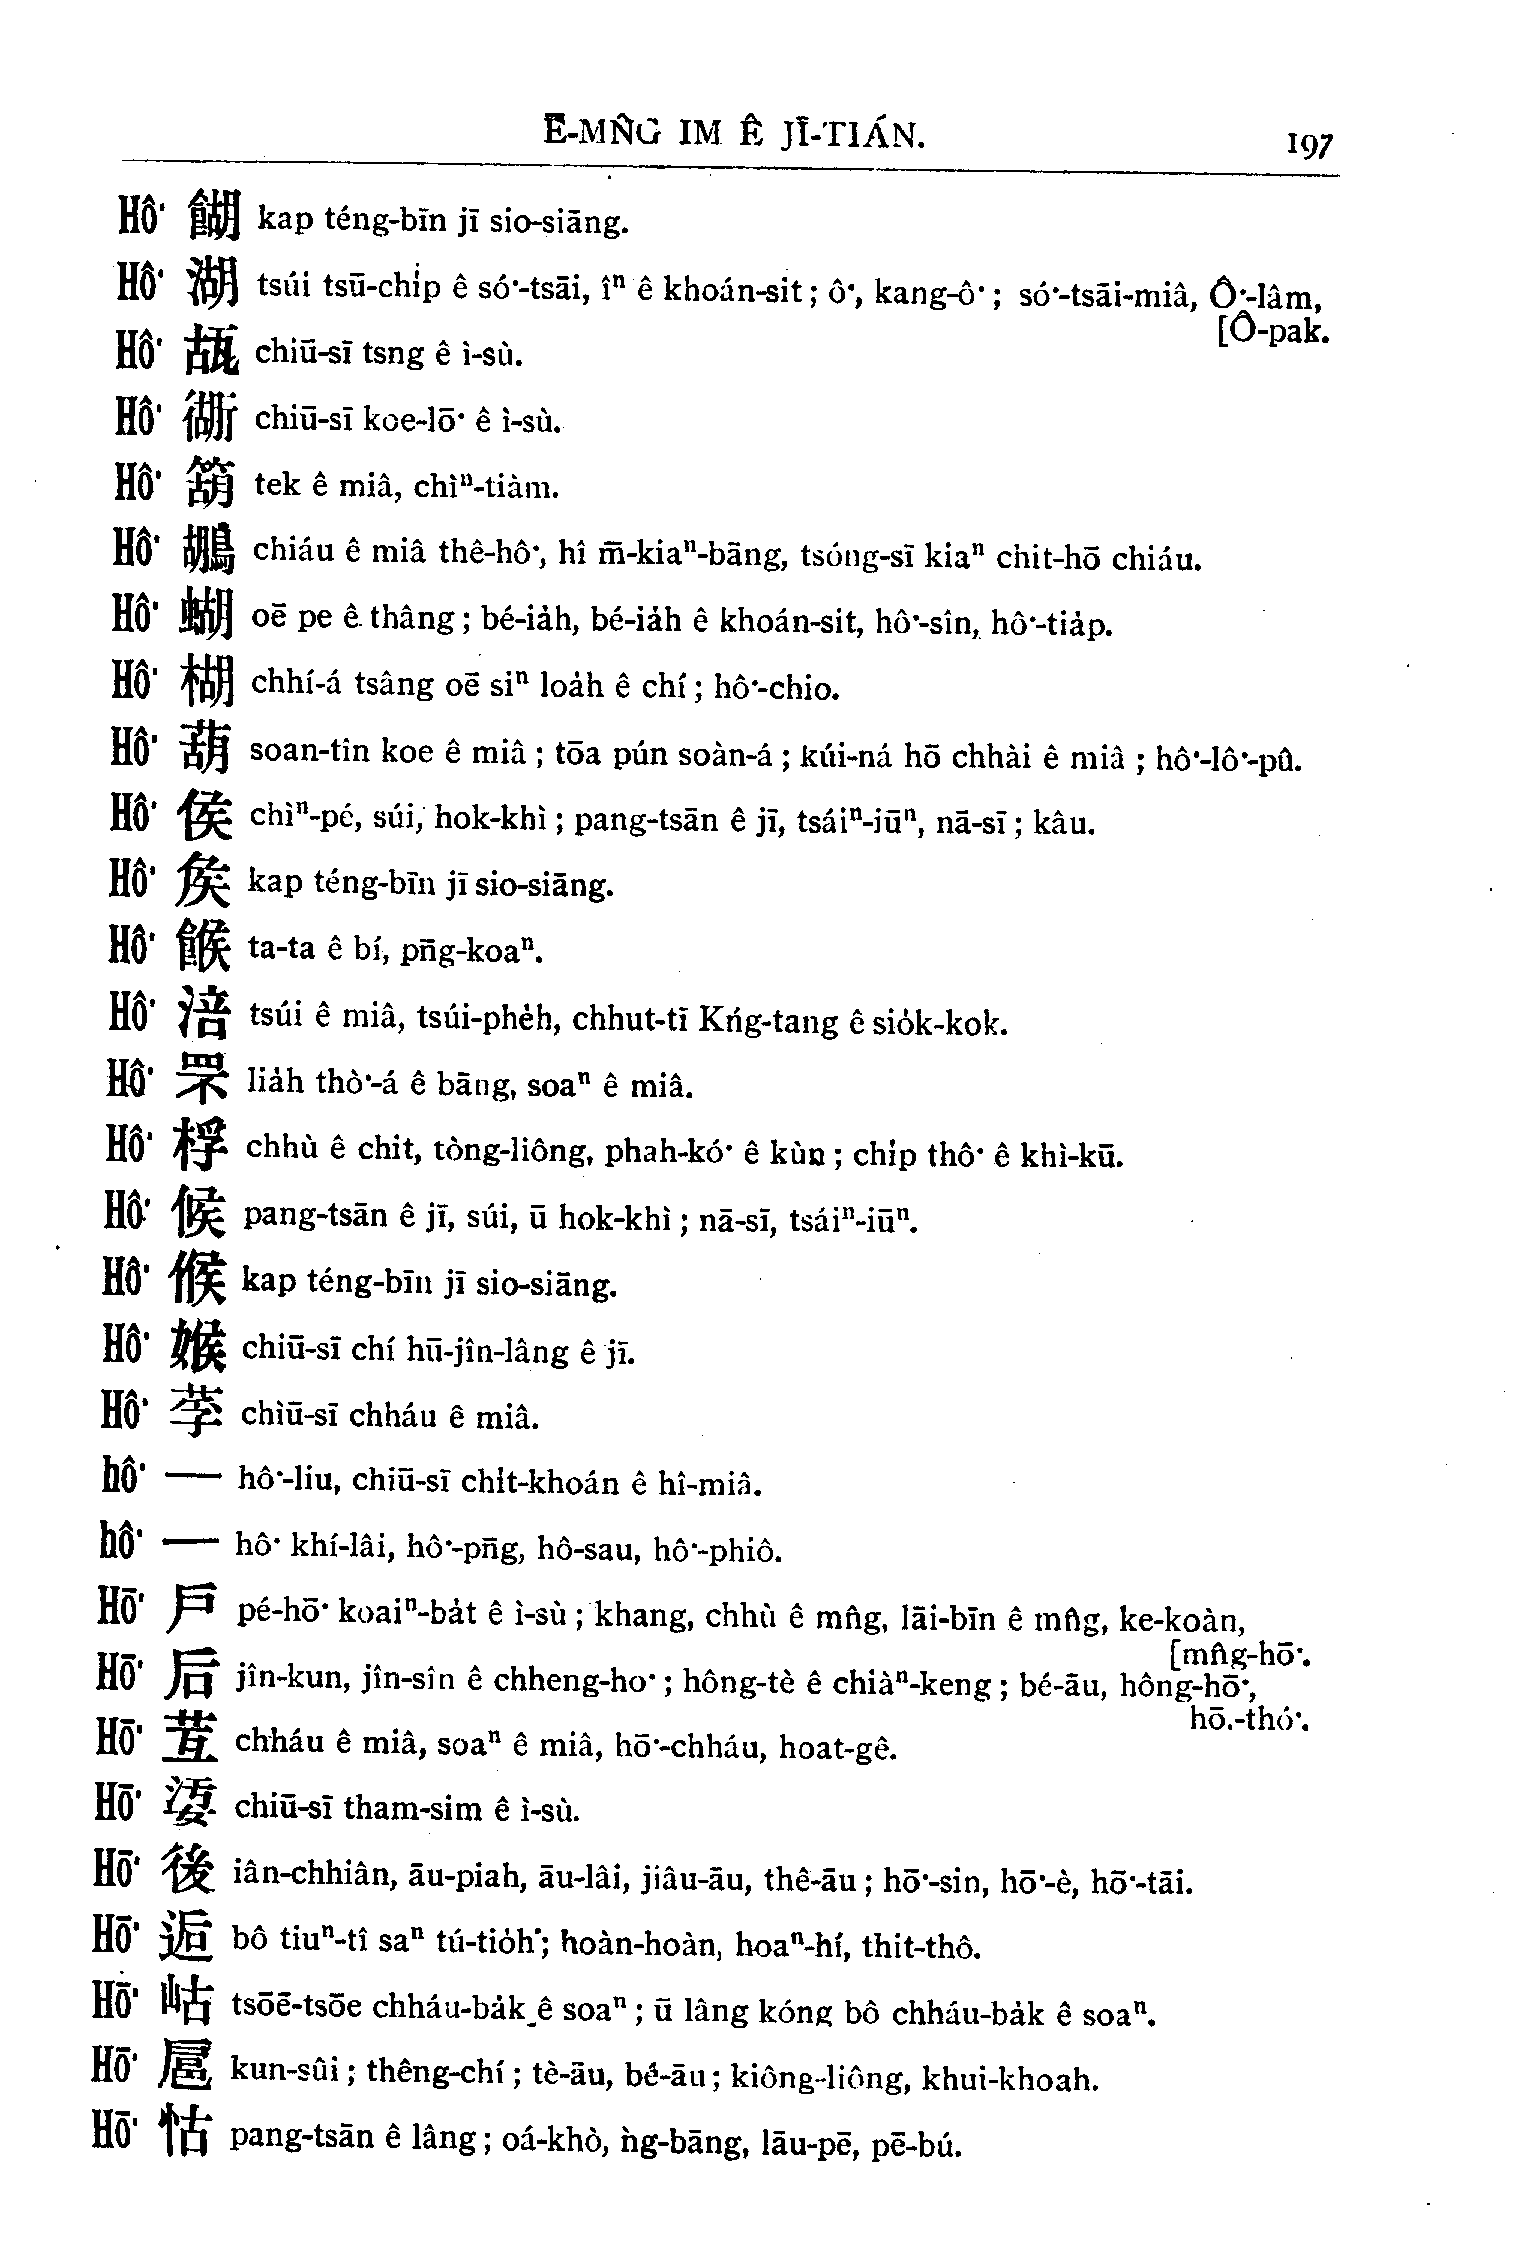 Ē-MN̂G IM Ê JĪ-TIÁN.
197
Hô͘ 餬 kap téng-bīn jī sio-siāng.
Hô͘ 湖 tsúi tsū-chi̍p ê só͘-tsāi, îⁿ ê khoán-sit; ô͘, kang-ô͘; só͘-tsāi-miâ, Ô͘-lâm,
[Ô-pak.
Hô͘ 瓳 chiū-sī tsng ê ì-sù.
Hô͘ 衚 chiū-sī koe-lō͘ ê ì-sù.
Hô͘ 箶 tek ê miâ, chìⁿ-tiàm.
Hô͘ 鶘 chiáu ê miâ thê-hô͘, hî m̄-kiaⁿ-bāng, tsóng-sī kiaⁿ chit-hō chiáu.
Hô͘ 蝴 oē pe ê thâng; bé-ia̍h, bé-ia̍h ê khoán-sit, hô͘-sîn, hô͘-tia̍p.
Hô͘ 楜 chhí-á tsâng oē siⁿ loa̍h ê chí; hô͘-chio.
Hô͘ 葫 soan-tîn koe ê miâ; tōa pún soàn-á; kúi-ná hō chhài ê miâ; hô͘-lô͘-pû.
Hô͘ 侯 chìⁿ-pé, súi, hok-khì; pang-tsān ê jī, tsáiⁿ-iūⁿ, nā-sī; kâu.
Hô͘ 矦 kap téng-bīn jī sio-siāng.
Hô͘ 餱 ta-ta ê bí, pn̄g-koaⁿ.
Hô͘ 涪 tsúi ê miâ, tsúi-phe̍h, chhut-tī Kńg-tang ê sio̍k-kok.
Hô͘ 罘 lia̍h thò͘-á ê bāng, soaⁿ ê miâ.
Hô͘ 桴 chhù ê chit, tòng-liông, phah-kó͘ ê kùn; chi̍p thô͘ ê khì-kū.
Hô͘ 候 pang-tsān ê jī, súi, ū hok-khì; nā-sī, tsáiⁿ-iūⁿ.
Hô͘ 㤧 kap téng-bīn jī sio-siāng.
Hô͘ 媬 chiū-sī chí hū-jîn-lâng ê jī.
Hô͘ 莩 chìū-sī chháu ê miâ.
hô͘ — hô͘-liu, chiū-sī chi̍t-khoán ê hî-miâ.
hô͘ — hô͘ khí-lâi, hô͘-pn̄g, hô-sau, hô͘-phiô.
Hō͘ 戸 pé-hō͘ koaiⁿ-ba̍t ê ì-sù; khang, chhù ê mn̂g, lāi-bīn ê mn̂g, ke-koàn,
[mn̂g-hō͘.
Hō͘ 后 jîn-kun, jîn-sîn ê chheng-ho͘; hông-tè ê chiàⁿ-keng; bé-āu, hông-hō͘,
hō.-thó͘.
Hō͘ 苙 chháu ê miâ, soaⁿ ê miâ, hō͘-chháu, hoat-gê.
Hō͘ 婆 chiū-sī tham-sim ê ì-sù.
Hō͘ 後 iân-chhiân, āu-piah, āu-lâi, jiâu-āu, thê-āu; hō͘-sin, hō͘-è, hō͘-tāi.
Hō͘ 逅 bô tiuⁿ-tî saⁿ tú-tio̍h; hoàn-hoàn, hoaⁿ-hí, thit-thô.
Hō͘ 岵 tsōē-tsōe chháu-ba̍k ê soaⁿ; ū lâng kóng bô chháu-ba̍k ê soaⁿ.
Hō͘ 扈 kun-sûi; thêng-chí; tè-āu, bé-āu; kiông-liông, khui-khoah.
Hō͘ 怙 pang-tsān ê lâng; oá-khò, ǹg-bāng, lāu-pē, pē-bú.